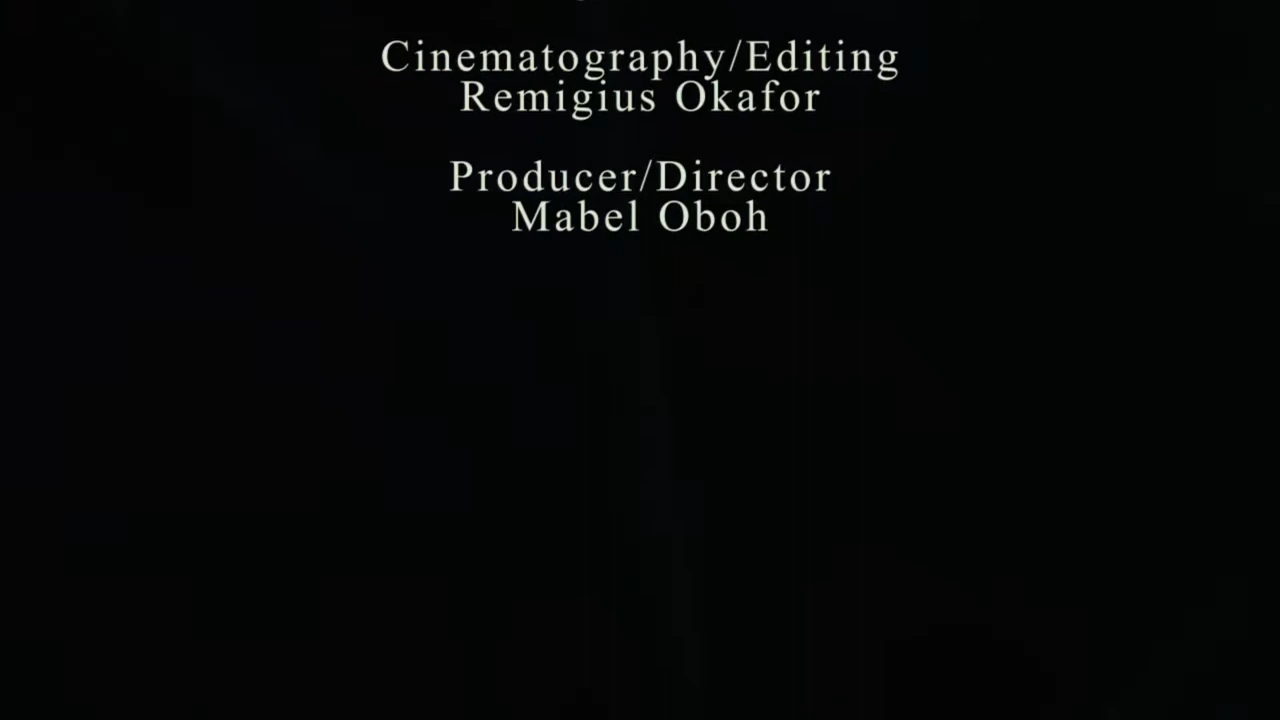 Cinematography/Editing
Remigius Okafor
Producer/Director
Mabel Oboh